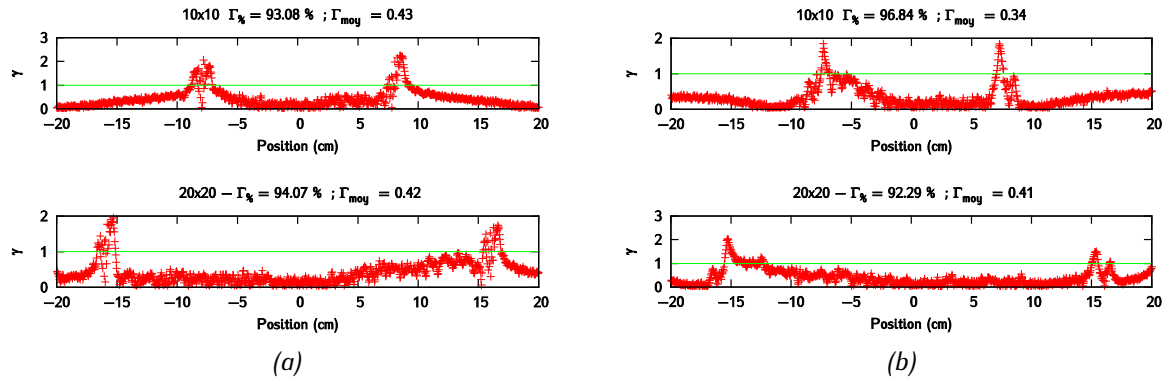 10x10 Γ% = 93.08 % ; Γmoy = 0.43
3
2
1
0
γ
−20 −15 −10 −5 0 5 10 15 20
Position (cm)
20x20 − Γ% = 94.07 % ; Γmoy = 0.42
2
1
0
γ
−20 −15 −10 −5 0 5 10 15 20
Position (cm)
(a)
10x10 Γ% = 96.84 % ; Γmoy = 0.34
2
1
0
γ
−20 −15 −10 −5 0 5 10 15 20
Position (cm)
20x20 − Γ% = 92.29 % ; Γmoy = 0.41
3
2
1
0
γ
−20 −15 −10 −5 0 5 10 15 20
Position (cm)
(b)